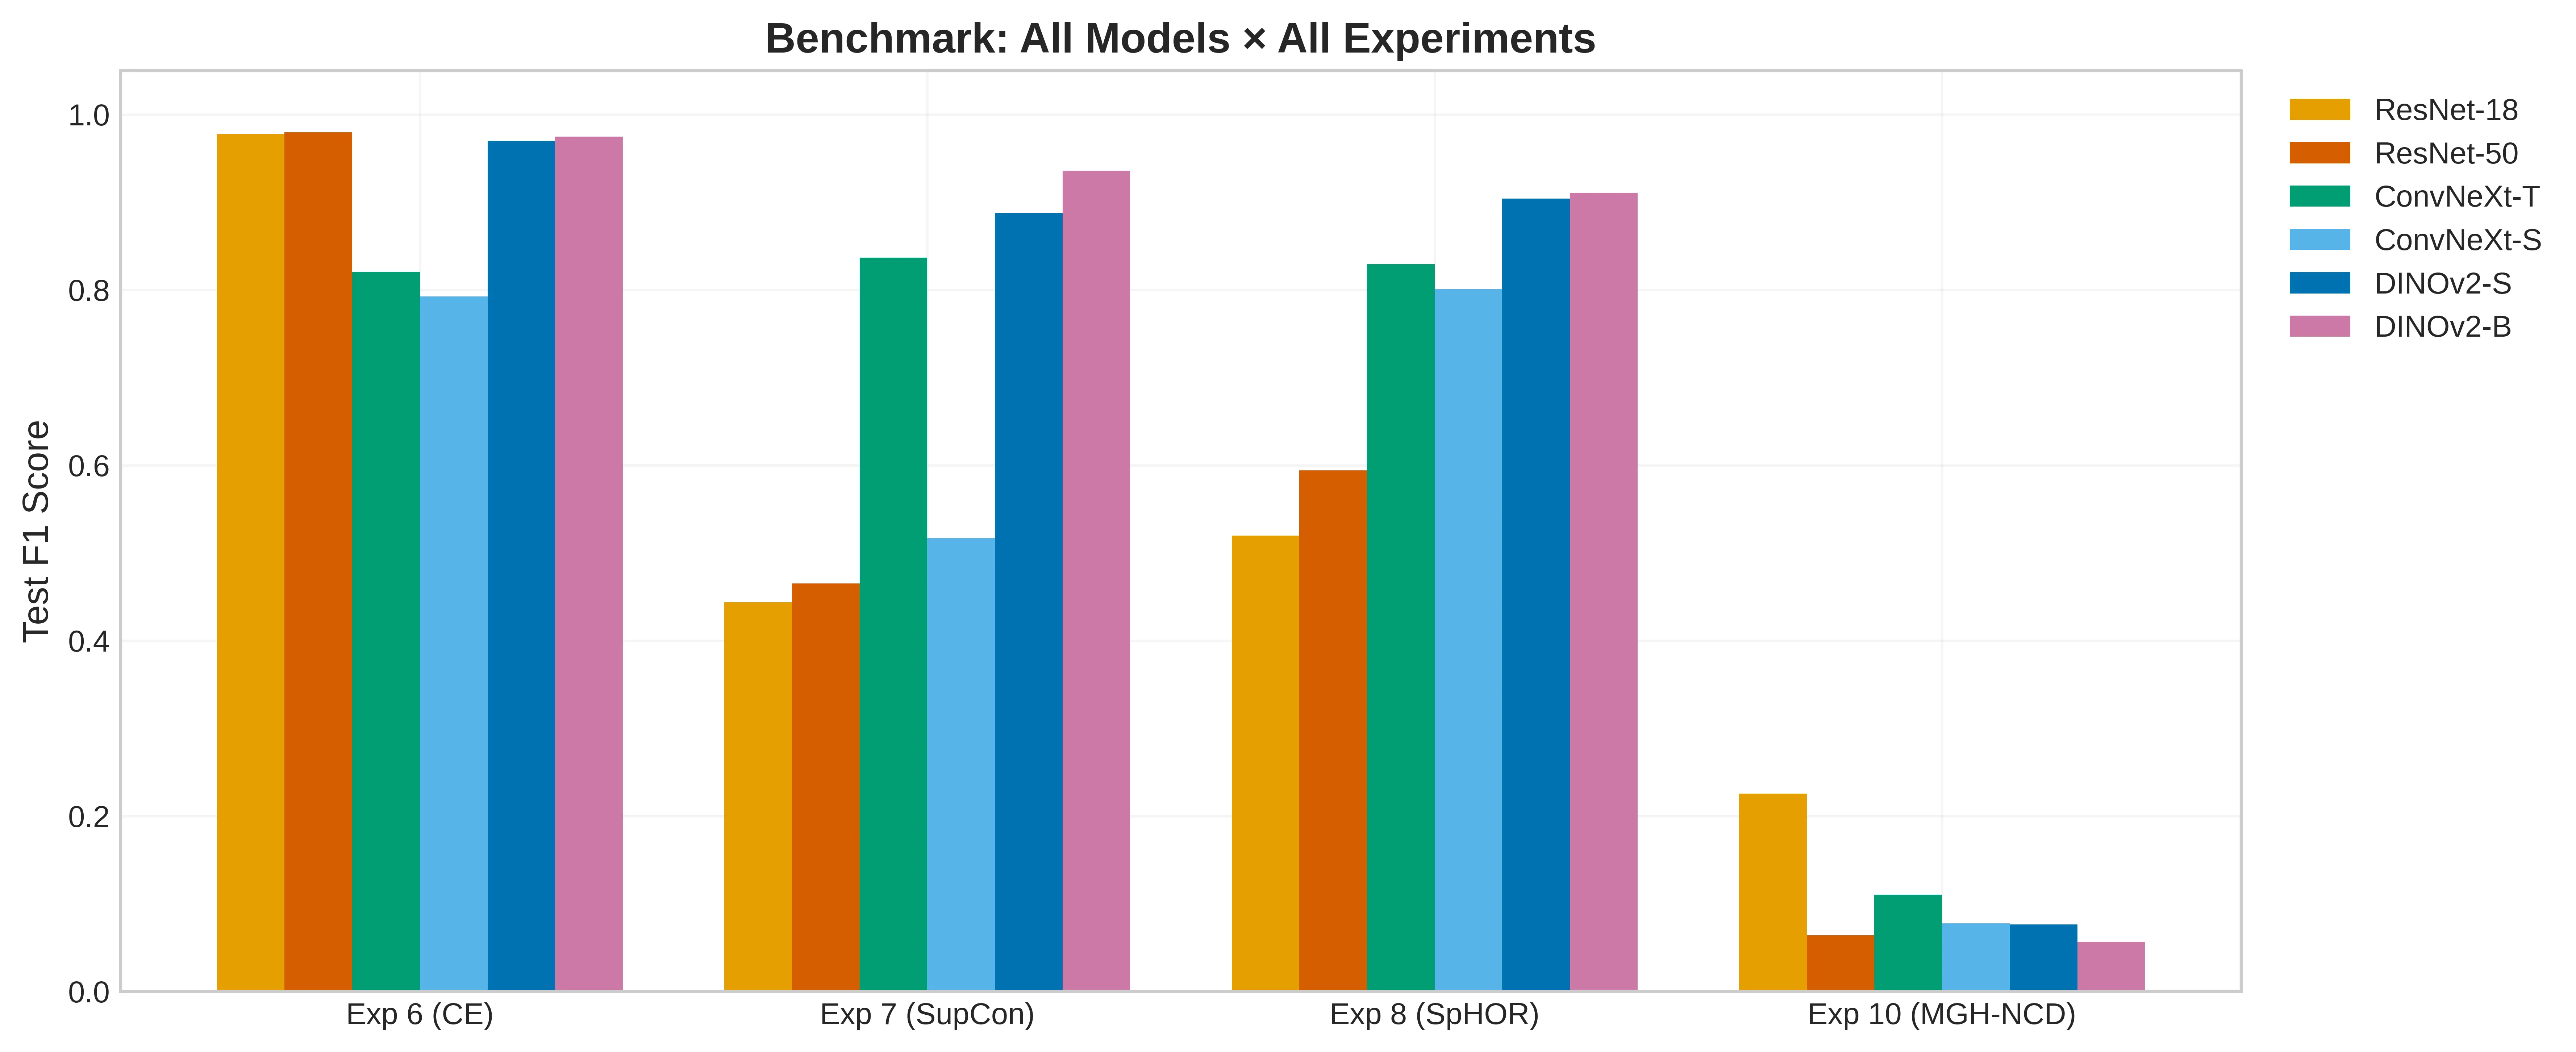 Benchmark: All Models × All Experiments
Test F1 Score
1.0
0.8
0.6
0.4
0.2
0.0
Exp 6 (CE)
Exp 7 (SupCon)
Exp 8 (SpHOR)
Exp 10 (MGH-NCD)
ResNet-18
ResNet-50
ConvNeXt-T
ConvNeXt-S
DINOv2-S
DINOv2-B